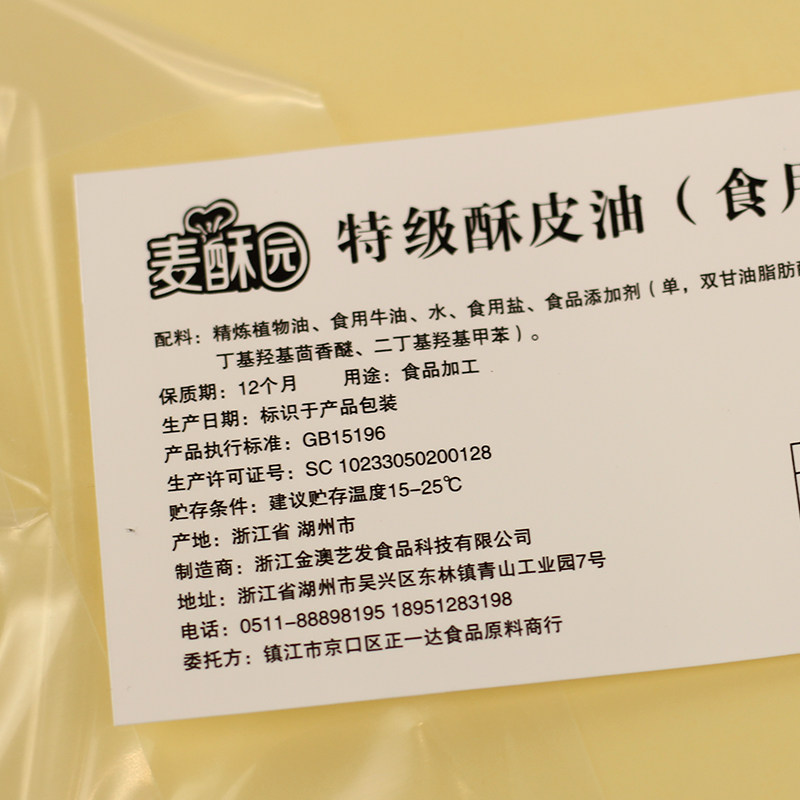 麦酥园
特级酥皮油（食用
配料：精炼植物油、食用牛油、水、食用盐、食品添加剂（单，双甘油脂肪
丁基羟基茴香醚、二丁基羟基甲苯）。
保质期：12个月 用途：食品加工
生产日期：标识于产品包装
产品执行标准：GB15196
生产许可证号：SC 10233050200128
贮存条件：建议贮存温度15-25℃
产地：浙江省 湖州市
制造商：浙江金澳艺发食品科技有限公司
地址：浙江省湖州市吴兴区东林镇青山工业园7号
电话：0511-88898195 18951283198
委托方：镇江市京口区正一达食品原料商行